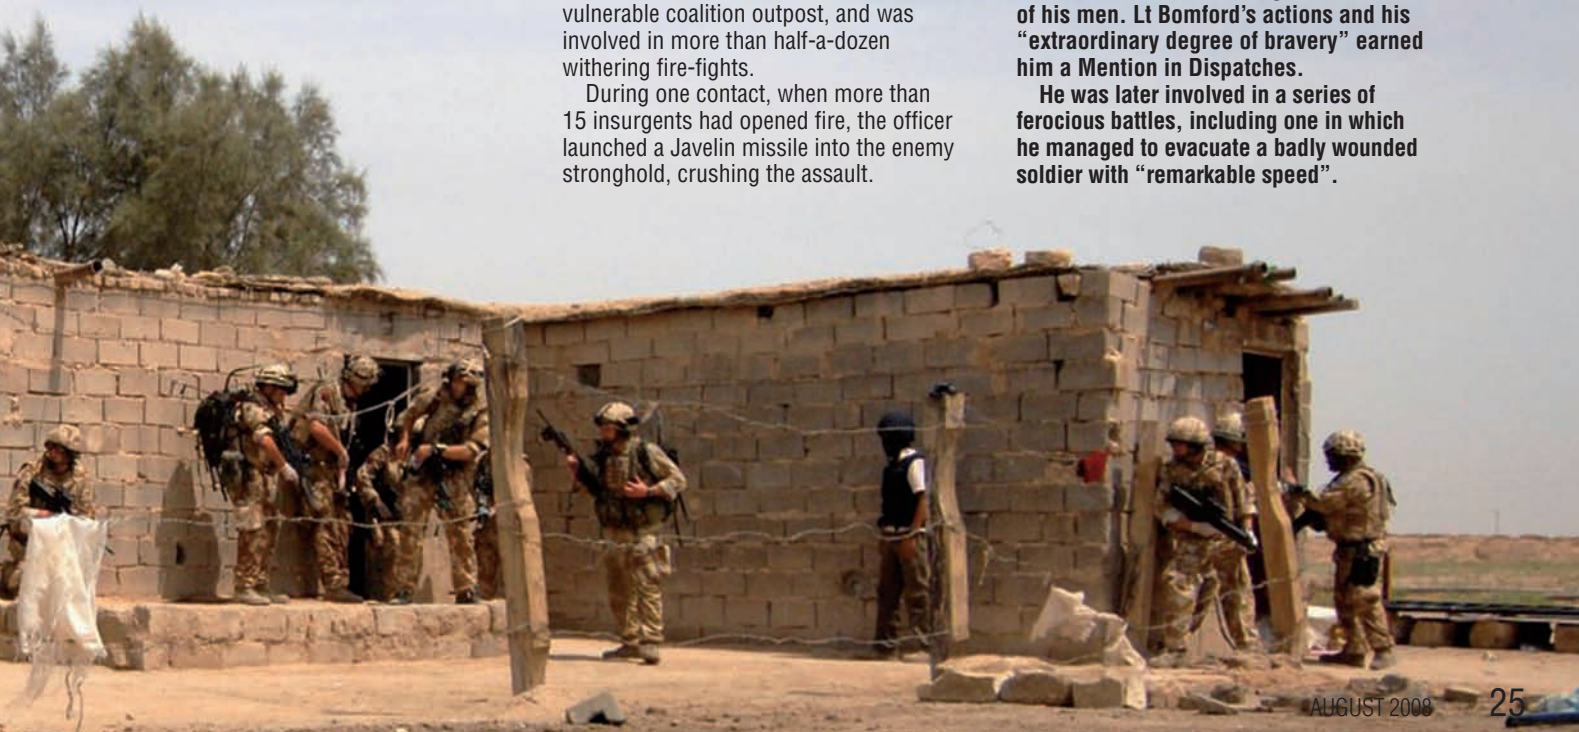 vulnerable coalition outpost, and was
involved in more than half-a-dozen
withering fire-fights.
During one contact, when more than
15 insurgents had opened fire, the officer
launched a Javelin missile into the enemy
stronghold, crushing the assault.
of his men. Lt Bomford’s actions and his
“extraordinary degree of bravery” earned
him a Mention in Dispatches.
He was later involved in a series of
ferocious battles, including one in which
he managed to evacuate a badly wounded
soldier with “remarkable speed”.
AUGUST 2008 25